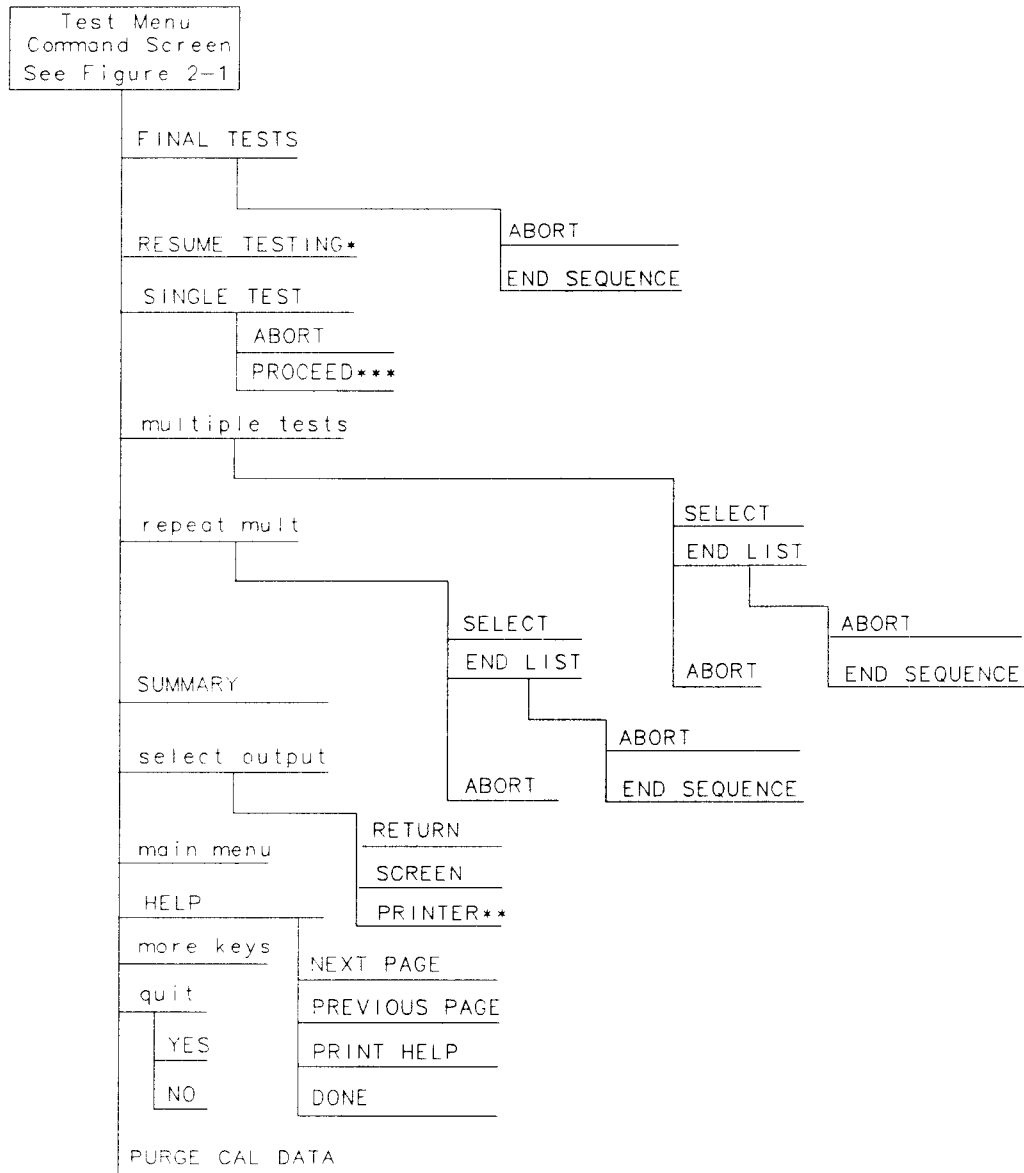 Test Menu
Command Screen
See Figure 2-1
FINAL TESTS
ABORT
END SEQUENCE
RESUME TESTING*
SINGLE TEST
ABORT
PROCEED***
multiple tests
SELECT
END LIST
ABORT
END SEQUENCE
ABORT
repeat mult
SELECT
END LIST
ABORT
END SEQUENCE
ABORT
SUMMARY
select output
RETURN
SCREEN
PRINTER**
main menu
HELP
NEXT PAGE
PREVIOUS PAGE
PRINT HELP
DONE
more keys
quit
YES
NO
PURGE CAL DATA